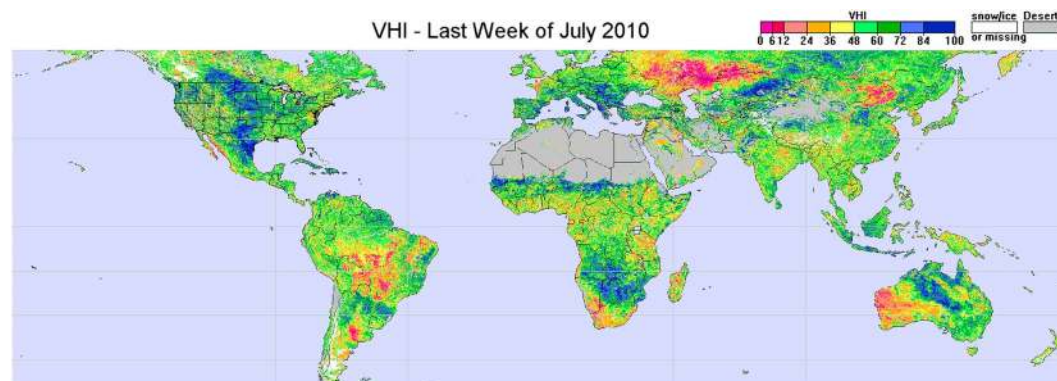 VHI - Last Week of July 2010
VHI
0 6 12 24 36 48 60 72 84 100
snow/ice
or missing
Desert